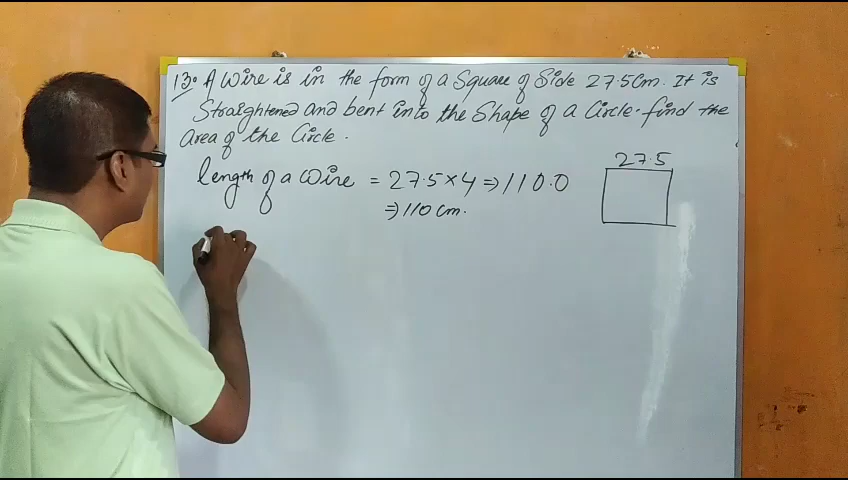 13. A wire is in the form of a Square of Side 27.5 Cm. It is
Straightened and bent into the Shape of a Circle. find the
Area of the Circle.
27.5
length of a wire = 27.5 × 4 ⇒ 110.0
⇒ 110 Cm.